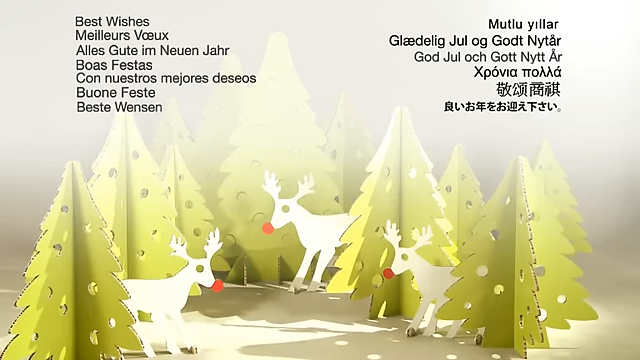 Best Wishes
Meilleurs Vœux
Alles Gute im Neuen Jahr
Boas Festas
Con nuestros mejores deseos
Buone Feste
Beste Wensen
Mutlu yıllar
Glædelig Jul og Godt Nytår
God Jul och Gott Nytt År
Χρόνια πολλά
敬颂商祺
良いお年をお迎え下さい。